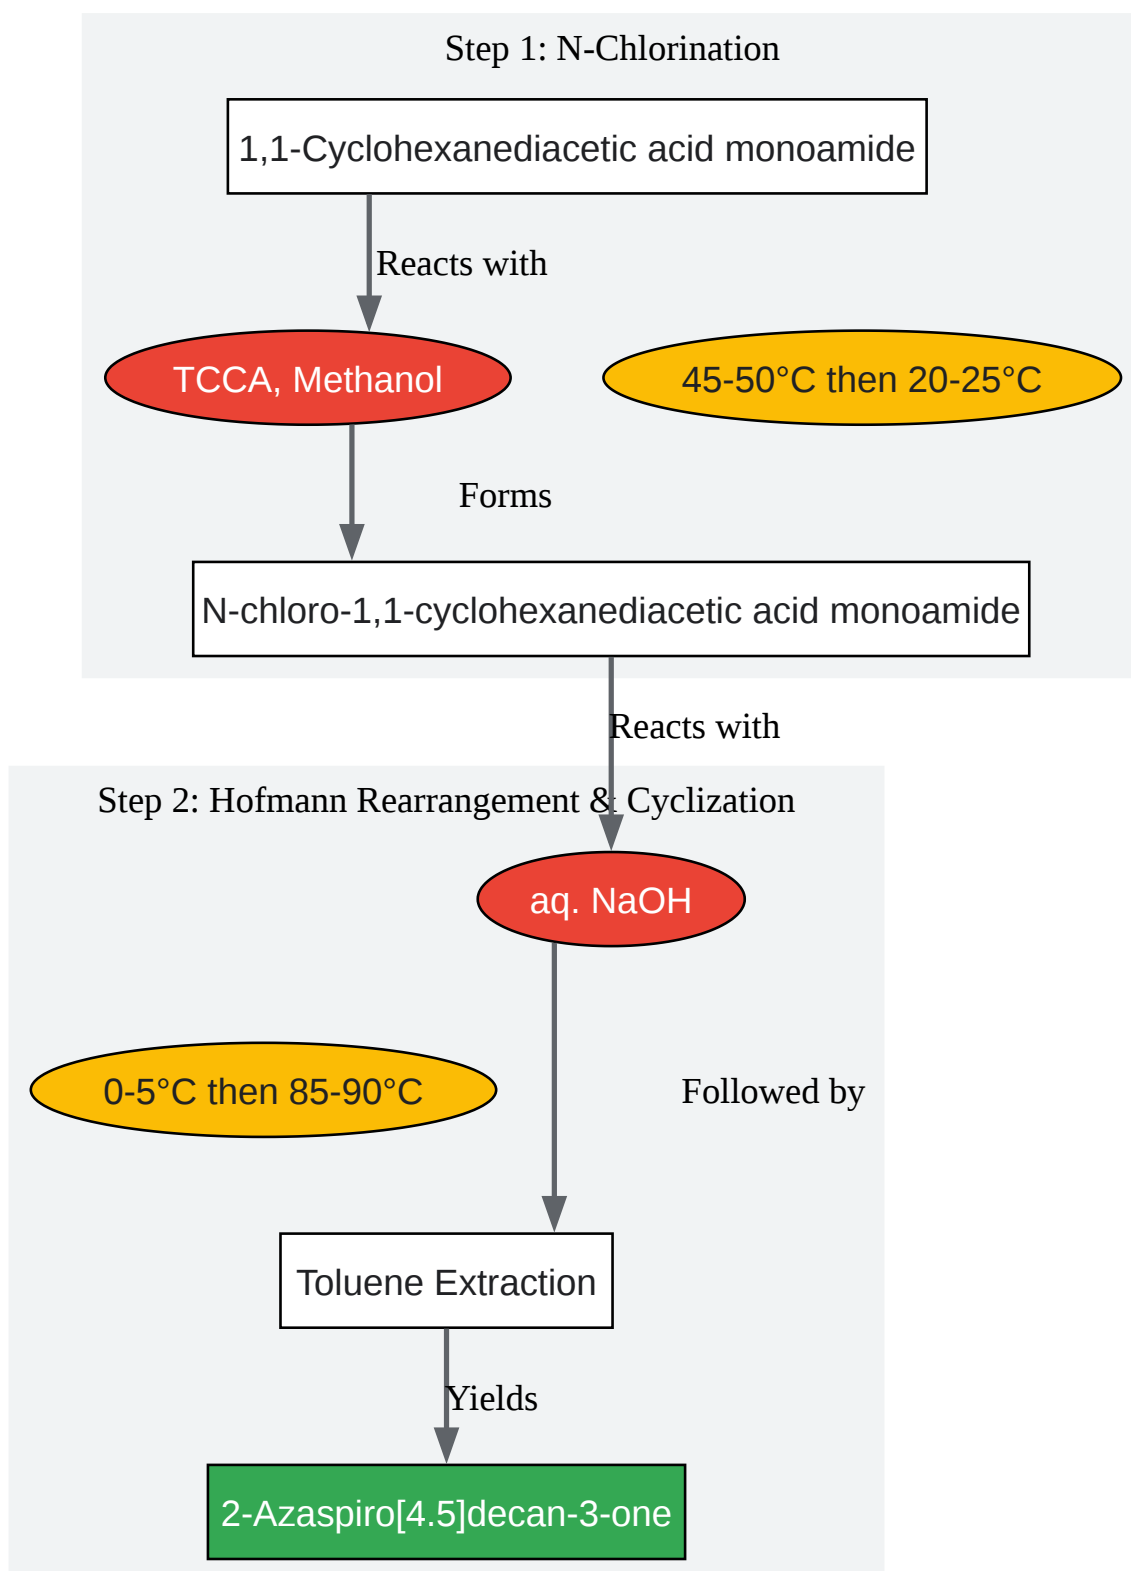 Step 1: N-Chlorination
1,1-Cyclohexanediacetic acid monoamide
Reacts with
TCCA, Methanol
45-50°C then 20-25°C
Forms
N-chloro-1,1-cyclohexanediacetic acid monoamide
Reacts with
Step 2: Hofmann Rearrangement & Cyclization
aq. NaOH
0-5°C then 85-90°C
Followed by
Toluene Extraction
Yields
2-Azaspiro[4.5]decan-3-one